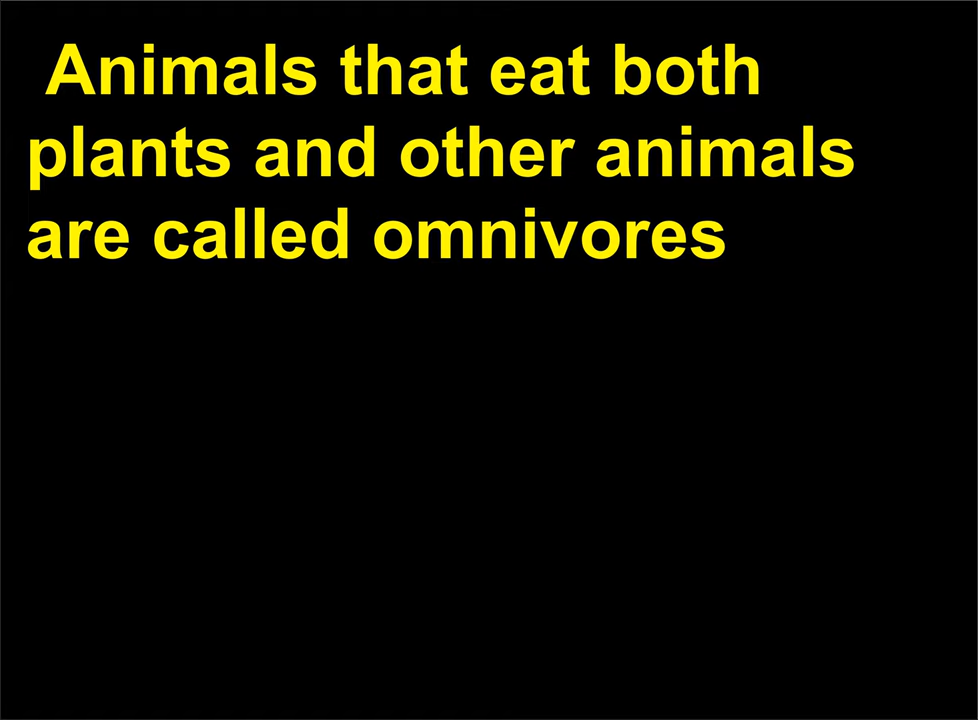 Animals that eat both
plants and other animals
are called omnivores